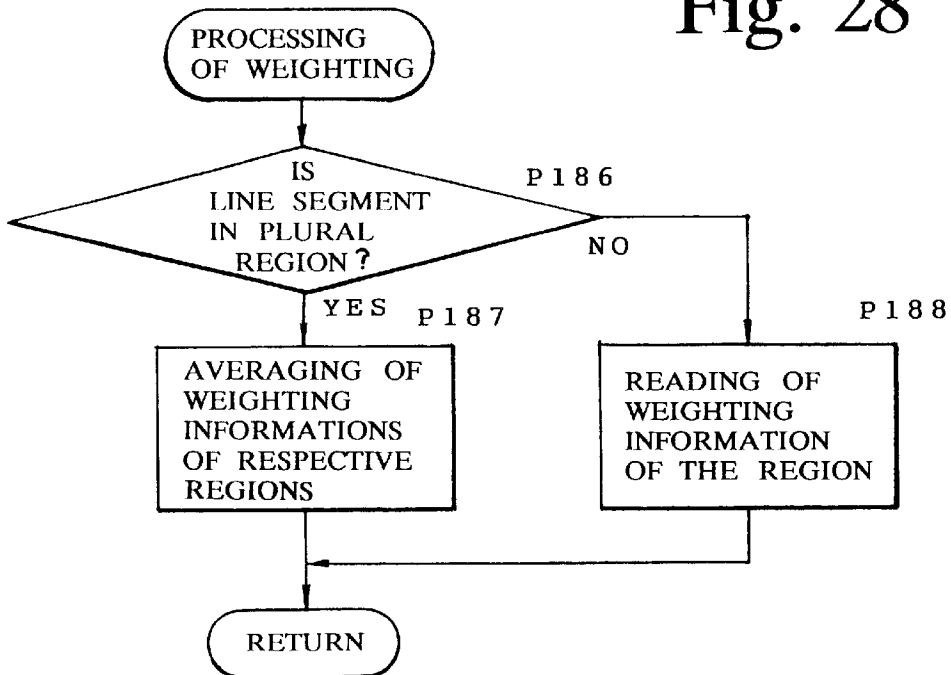 Fig. 28
PROCESSING
OF WEIGHTING
IS
LINE SEGMENT
IN PLURAL
REGION?
P186
NO
YES
P187
P188
AVERAGING OF
WEIGHTING
INFORMATIONS
OF RESPECTIVE
REGIONS
READING OF
WEIGHTING
INFORMATION
OF THE REGION
RETURN